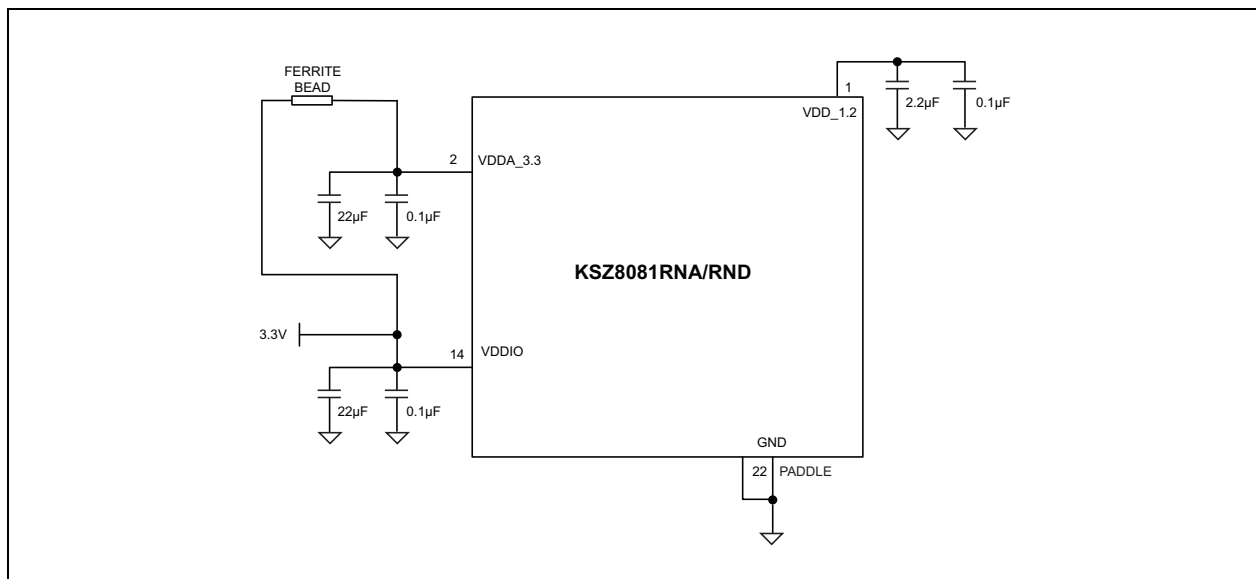 FERRITE
BEAD
1
VDD_1.2
2.2µF
0.1µF
2
VDDA_3.3
22µF
0.1µF
KSZ8081RNA/RND
3.3V
14
VDDIO
22µF
0.1µF
GND
22
PADDLE